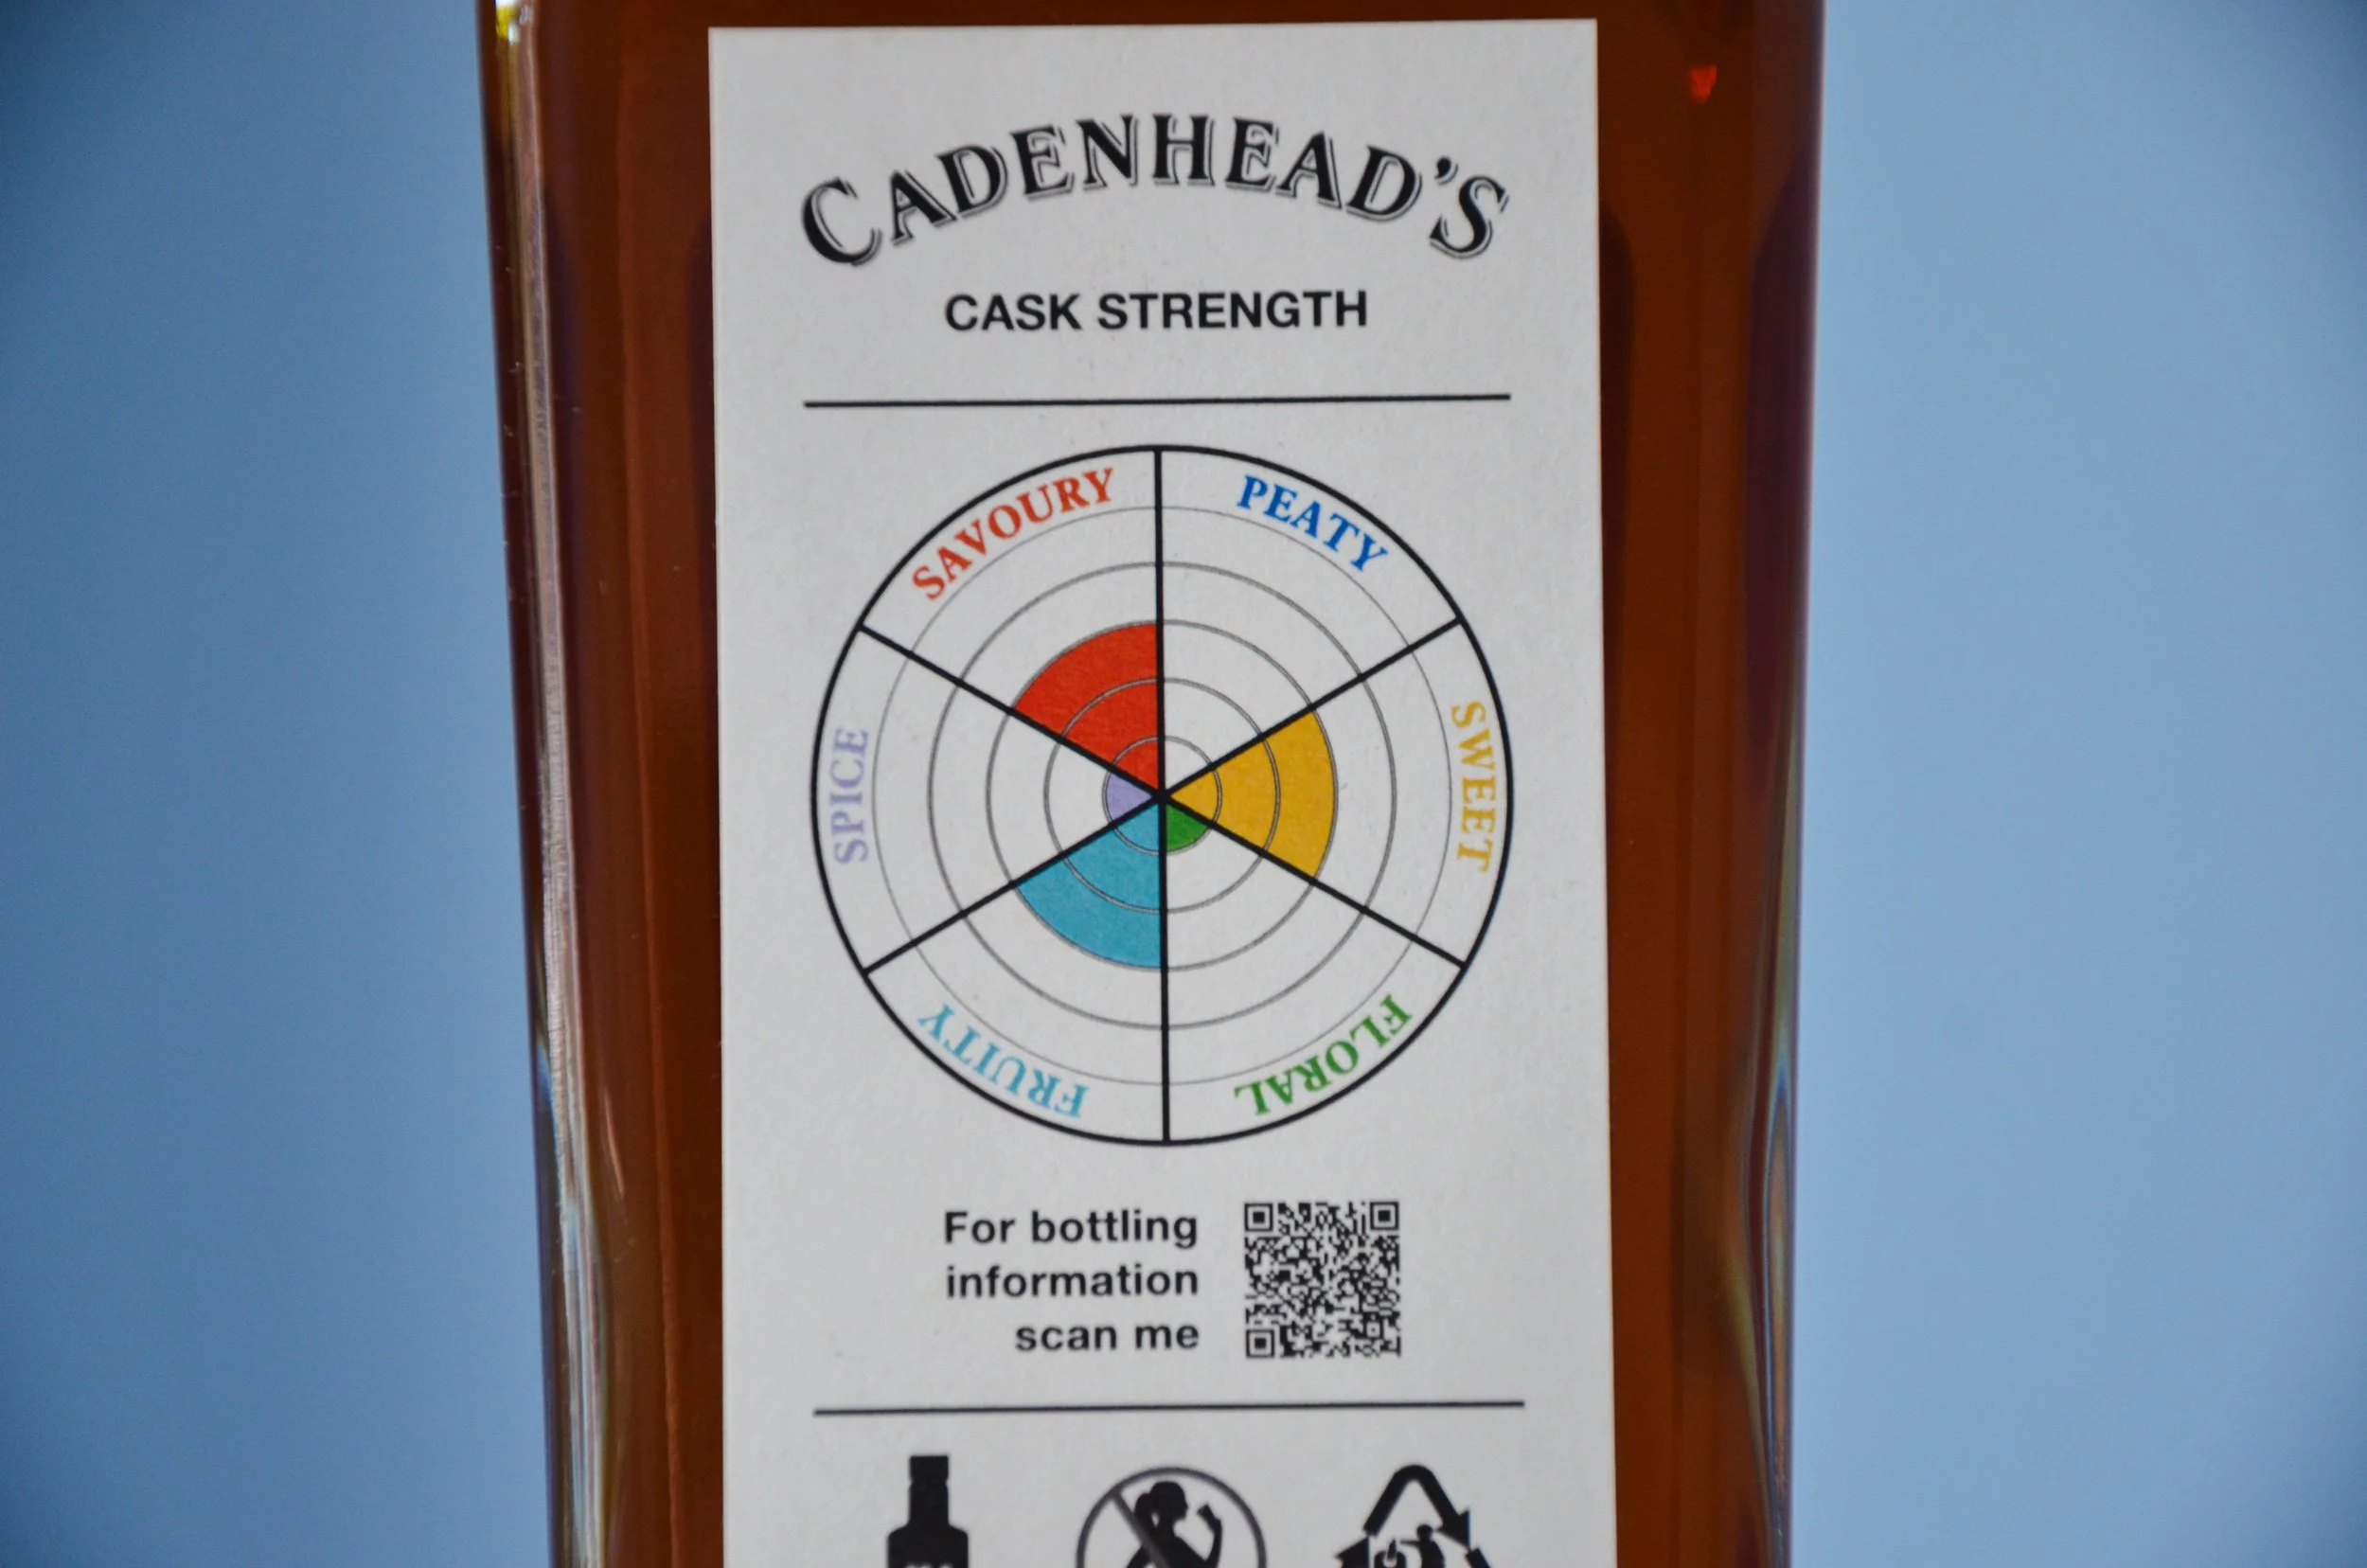 CADENHEAD'S
CASK STRENGTH
SAVOURY
PEATY
SPICE
SWEET
FRUITY
FLORAL
For bottling
information
scan me